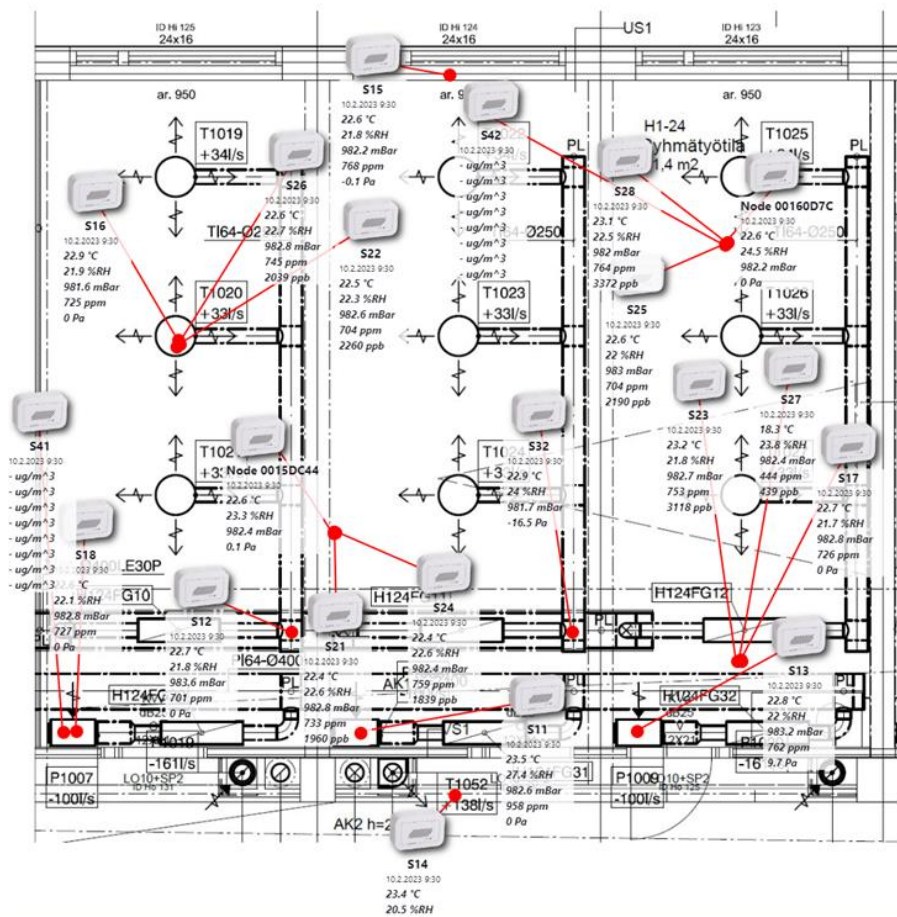 ID Hi 125
24x16
ID Hi 124
24x16
ID Hi 123
24x16
US1
ar. 950
ar. 950
T1019
+34l/s
PL
H1-24
T1025
PL
S15
10.2.2023 9:30
22.6 °C
21.8 %RH
982.2 mBar
768 ppm
-0.1 Pa
S42
10.2.2023 9:30
- ug/m^3
- ug/m^3
- ug/m^3
- ug/m^3
- ug/m^3
- ug/m^3
S26
10.2.2023 9:30
22.6 °C
22.7 %RH
982.8 mBar
745 ppm
2039 ppb
S28
10.2.2023 9:30
23.1 °C
22.5 %RH
982 mBar
764 ppm
3372 ppb
Node 00160D7C
10.2.2023 9:30
22.6 °C
24.5 %RH
982.2 mBar
0 Pa
S16
10.2.2023 9:30
22.9 °C
21.9 %RH
981.6 mBar
725 ppm
0 Pa
S22
10.2.2023 9:30
22.5 °C
22.3 %RH
982.6 mBar
704 ppm
2260 ppb
T1020
+33l/s
T1023
+33l/s
T1026
+33l/s
S25
10.2.2023 9:30
22.6 °C
22 %RH
983 mBar
704 ppm
2190 ppb
S23
10.2.2023 9:30
23.2 °C
21.8 %RH
982.7 mBar
753 ppm
3118 ppb
S27
10.2.2023 9:30
18.3 °C
23.8 %RH
982.4 mBar
444 ppm
439 ppb
S41
10.2.2023 9:30
- ug/m^3
- ug/m^3
- ug/m^3
- ug/m^3
- ug/m^3
- ug/m^3
Node 0015DC44
10.2.2023 9:30
22.6 °C
23.3 %RH
982.4 mBar
0.1 Pa
S32
10.2.2023 9:30
22.9 °C
24 %RH
981.7 mBar
-16.5 Pa
S17
10.2.2023 9:30
22.7 °C
21.7 %RH
982.8 mBar
726 ppm
0 Pa
S18
22.1 %RH
982.8 mBar
727 ppm
0 Pa
H124FG12
S12
10.2.2023 9:30
22.7 °C
21.8 %RH
983.6 mBar
701 ppm
0 Pa
S21
10.2.2023 9:30
22.4 °C
22.6 %RH
982.8 mBar
733 ppm
1960 ppb
S24
10.2.2023 9:30
22.4 °C
22.6 %RH
982.4 mBar
759 ppm
1839 ppb
S13
10.2.2023 9:30
22.8 °C
22 %RH
983.2 mBar
762 ppm
9.7 Pa
H124FG32
S11
10.2.2023 9:30
23.5 °C
27.4 %RH
982.6 mBar
958 ppm
0 Pa
-161l/s
P1007
-100l/s
LO10+SP2
ID Ho 131
T1052
P1009
-100l/s
LO10+SP2
S14
10.2.2023 9:30
23.4 °C
20.5 %RH